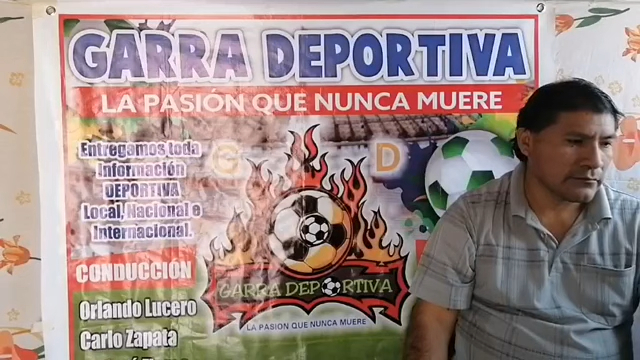 GARRA DEPORTIVA
LA PASIÓN QUE NUNCA MUERE
Entregamos toda
Información
DEPORTIVA
Local, Nacional e
Internacional.
G D
GARRA DEPORTIVA
LA PASION QUE NUNCA MUERE
CONDUCCIÓN
Orlando Lucero
Carlo Zapata